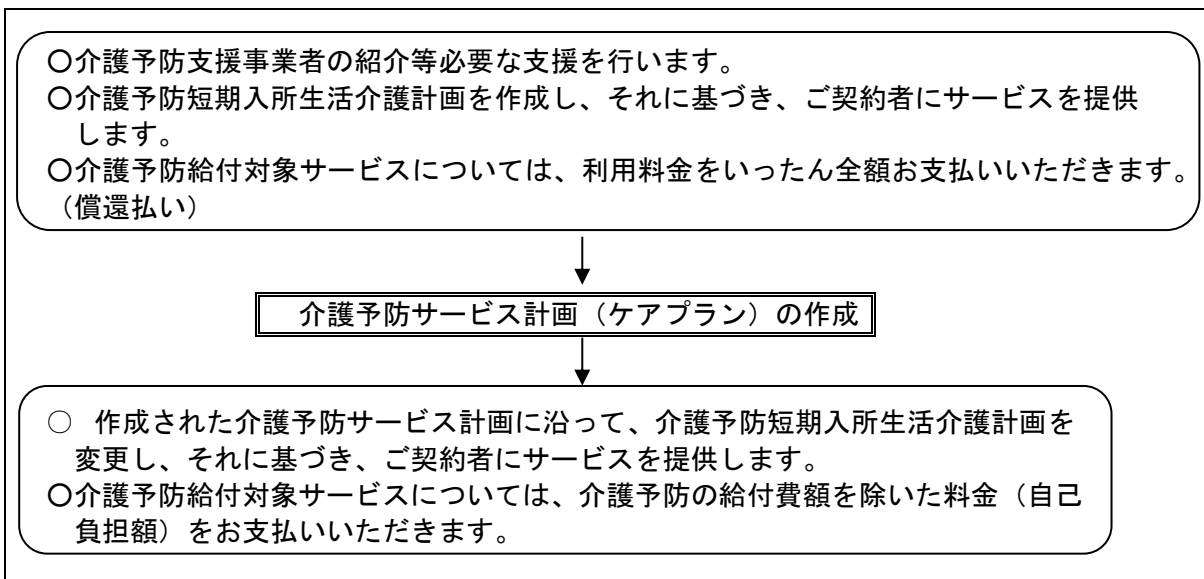 〇介護予防支援事業者の紹介等必要な支援を行います。
〇介護予防短期入所生活介護計画を作成し、それに基づき、ご契約者にサービスを提供
します。
〇介護予防給付対象サービスについては、利用料金をいったん全額お支払いいただきます。
（償還払い）
介護予防サービス計画（ケアプラン）の作成
○ 作成された介護予防サービス計画に沿って、介護予防短期入所生活介護計画を
変更し、それに基づき、ご契約者にサービスを提供します。
〇介護予防給付対象サービスについては、介護予防の給付費額を除いた料金（自己
負担額）をお支払いいただきます。